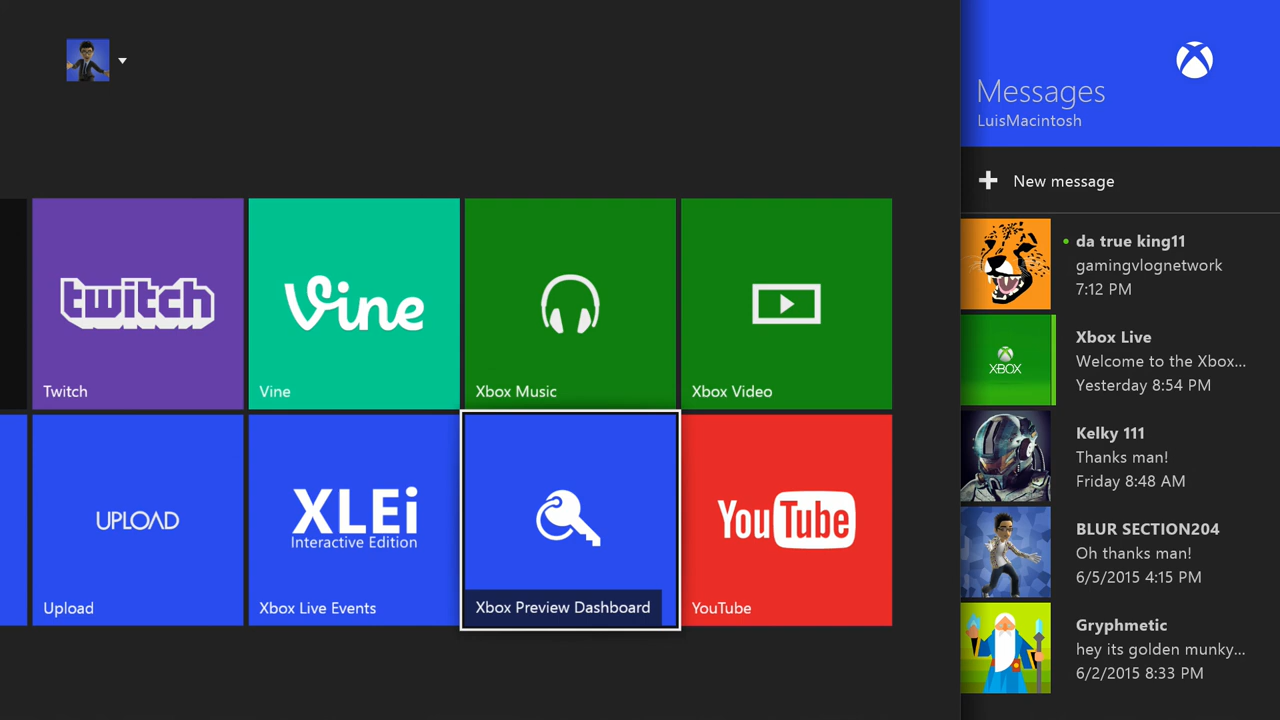 Messages
LuisMacintosh
New message
twitch
Twitch
Vine
Vine
Xbox Music
Xbox Video
UPLOAD
Upload
XLEi
Interactive Edition
Xbox Live Events
Xbox Preview Dashboard
YouTube
YouTube
da true king11
gamingvlognetwork
7:12 PM
XBOX
Xbox Live
Welcome to the Xbox...
Yesterday 8:54 PM
Kelky 111
Thanks man!
Friday 8:48 AM
BLUR SECTION204
Oh thanks man!
6/5/2015 4:15 PM
Gryphmetic
hey its golden munky...
6/2/2015 8:33 PM